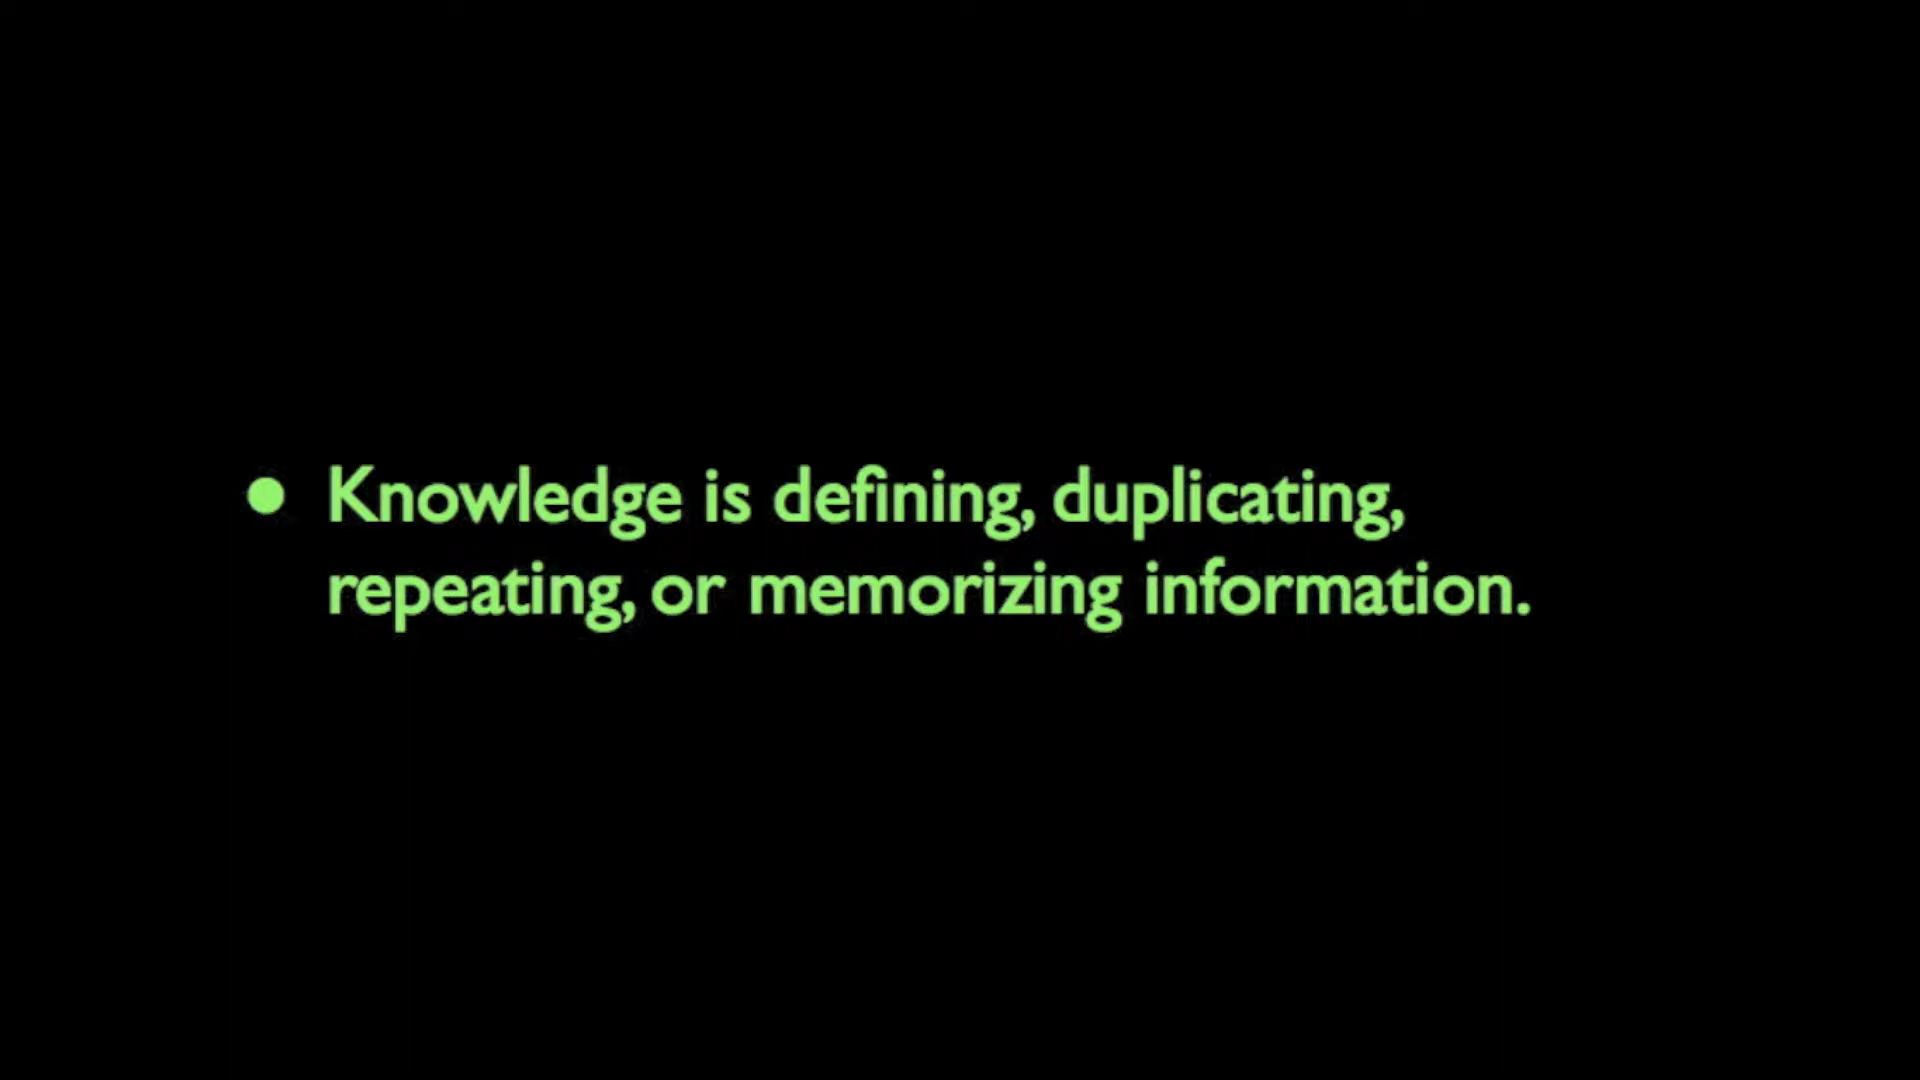 • Knowledge is defining, duplicating,
repeating, or memorizing information.